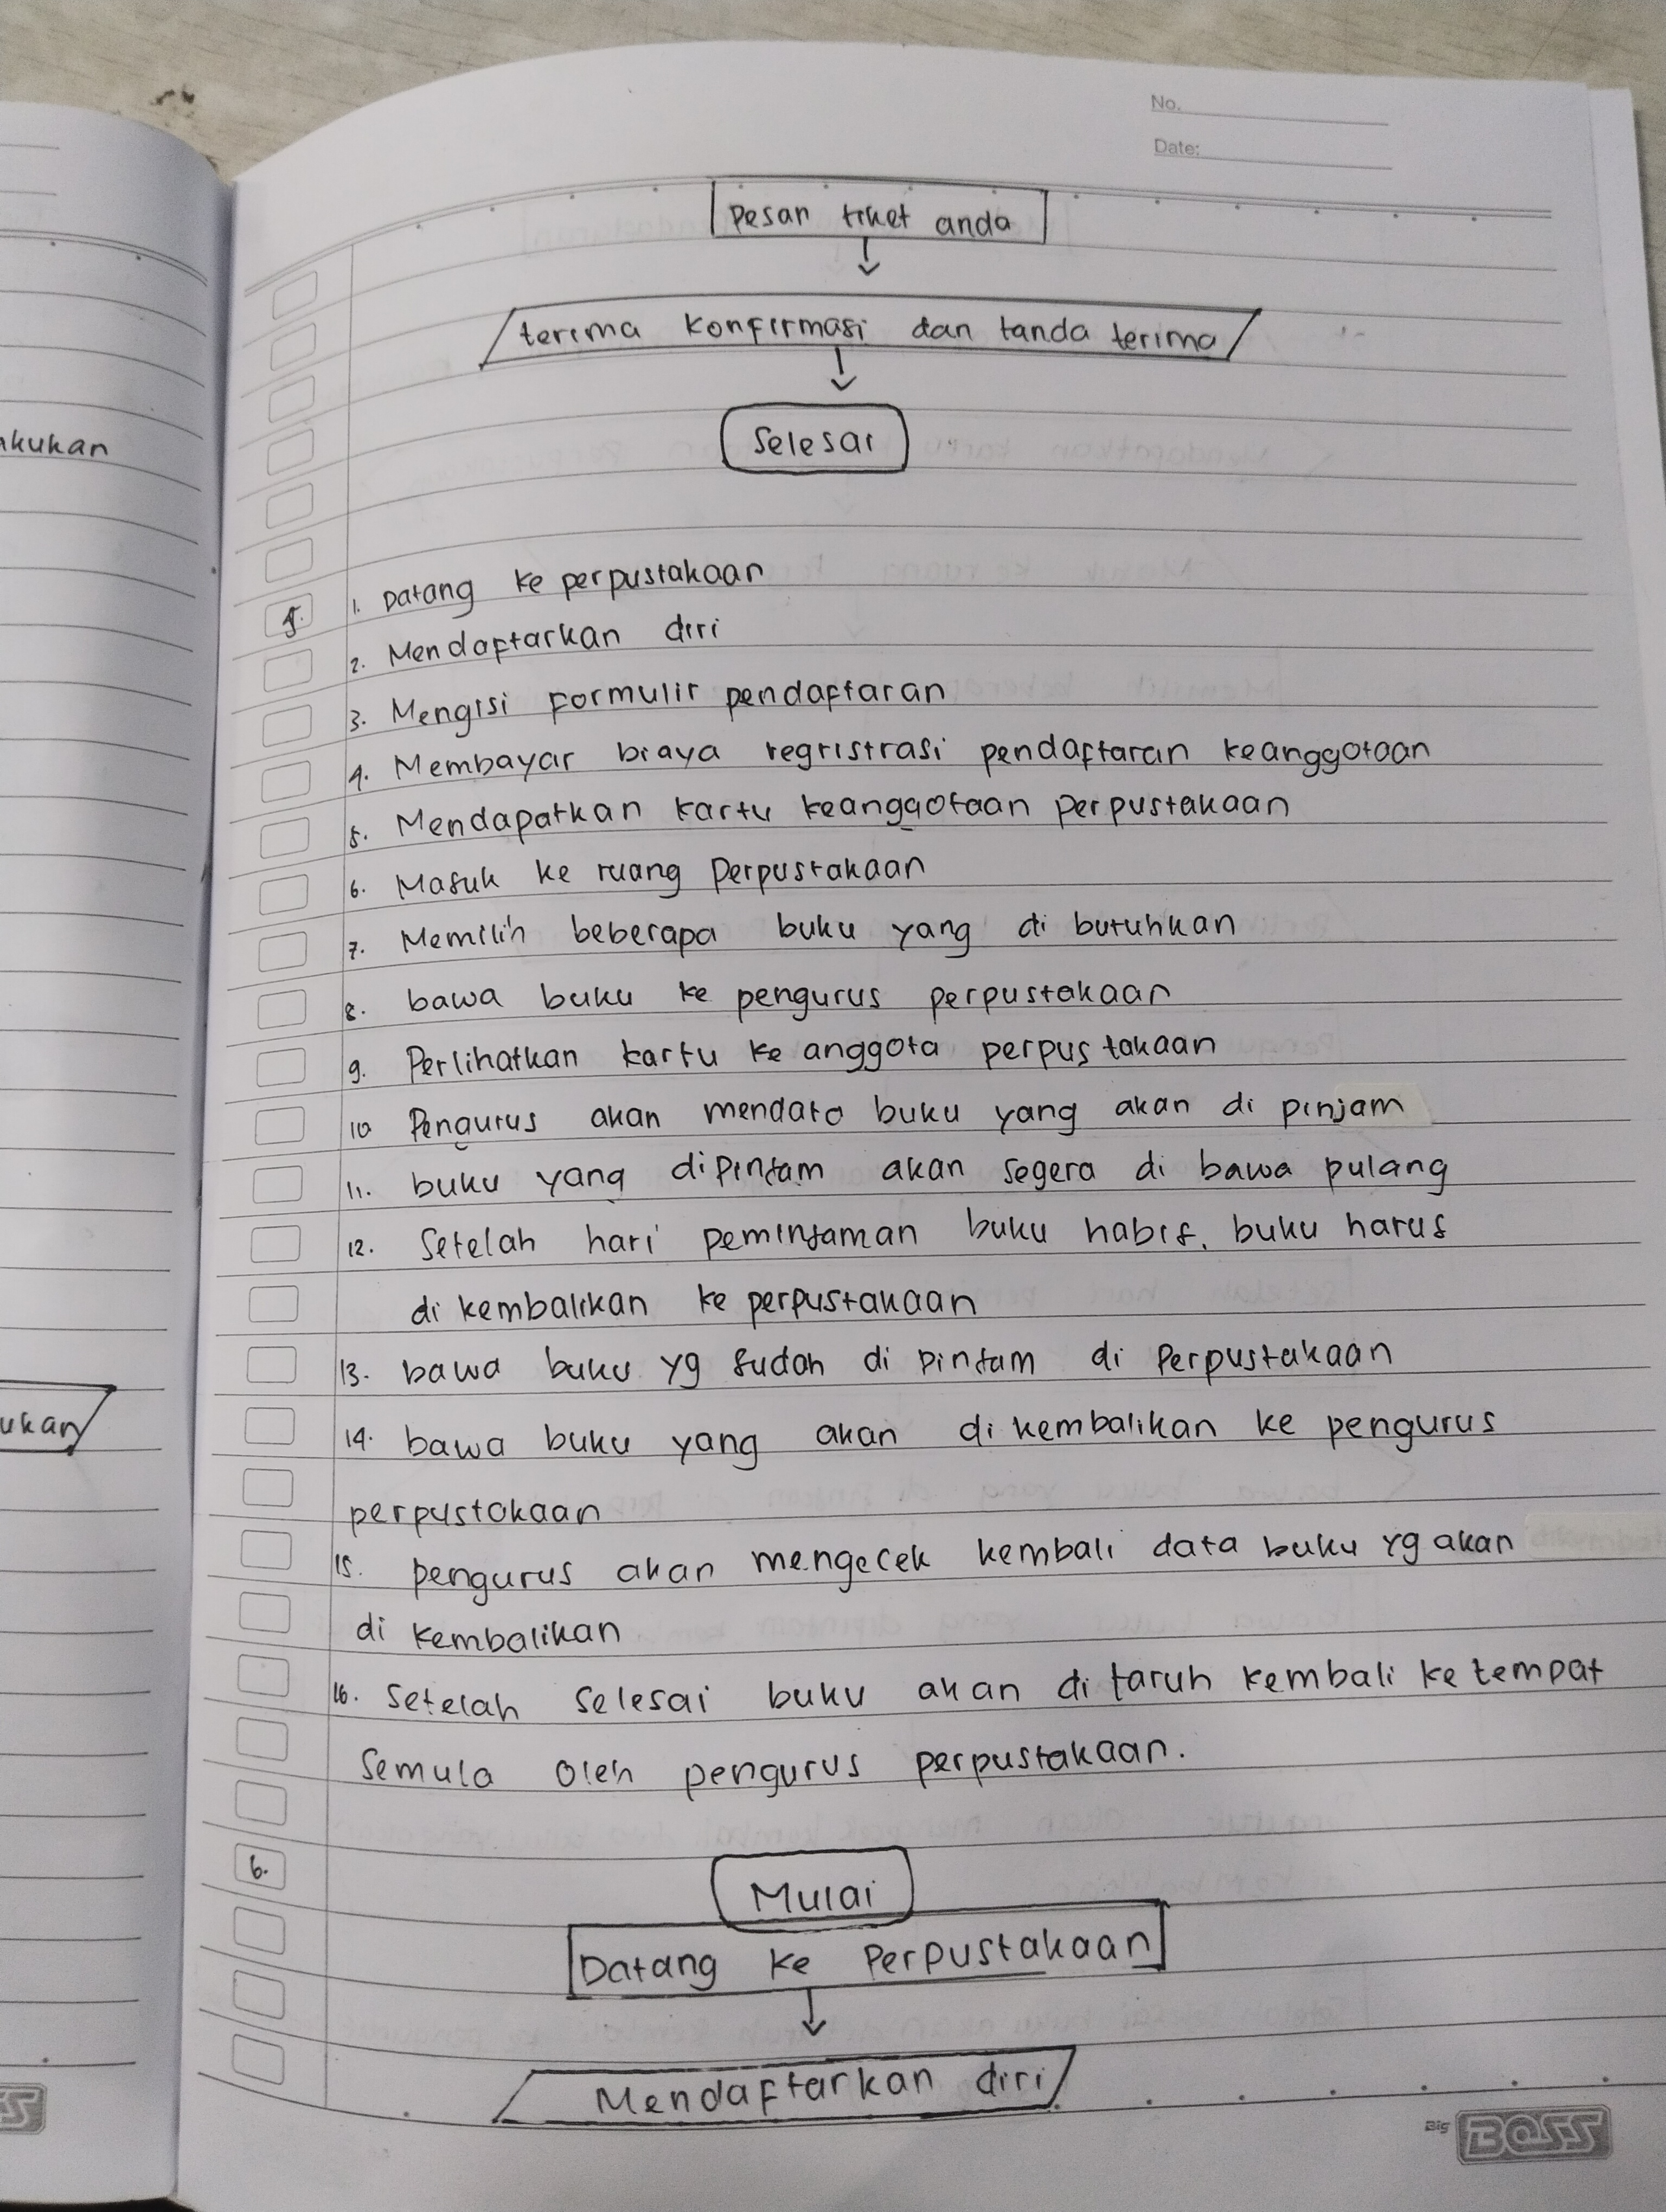 No.
Date:
Pesan tiket anda
terima konfirmasi dan tanda terima
Selesai
akukan
5.
1. Datang ke perpustakaan
2. Mendaftarkan diri
3. Mengisi Formulir pendaftaran
4. Membayar biaya regristrasi pendaftaran keanggotaan
5. Mendapatkan kartu keanggotaan perpustakaan
6. Masuk ke ruang Perpustakaan
7. Memilih beberapa buku yang di butuhkan
8. bawa buku ke pengurus perpustakaan
9. Perlihatkan kartu ke anggota perpustakaan
10 Pengurus akan mendata buku yang akan di pinjam
11. buku yang dipinjam akan segera di bawa pulang
12. Setelah hari peminjaman buku habis. buku harus
di kembalikan ke perpustakaan
13. bawa buku yg sudah di pinjam di Perpustakaan
14. bawa buku yang akan di kembalikan ke pengurus
perpustakaan
15. pengurus akan mengecek kembali data buku yg akan
di kembalikan
ukan
16. Setelah selesai buku akan di taruh kembali ke tempat
Semula oleh pengurus perpustakaan.
6.
Mulai
Datang ke Perpustakaan
Mendaftarkan diri
Big BOSS